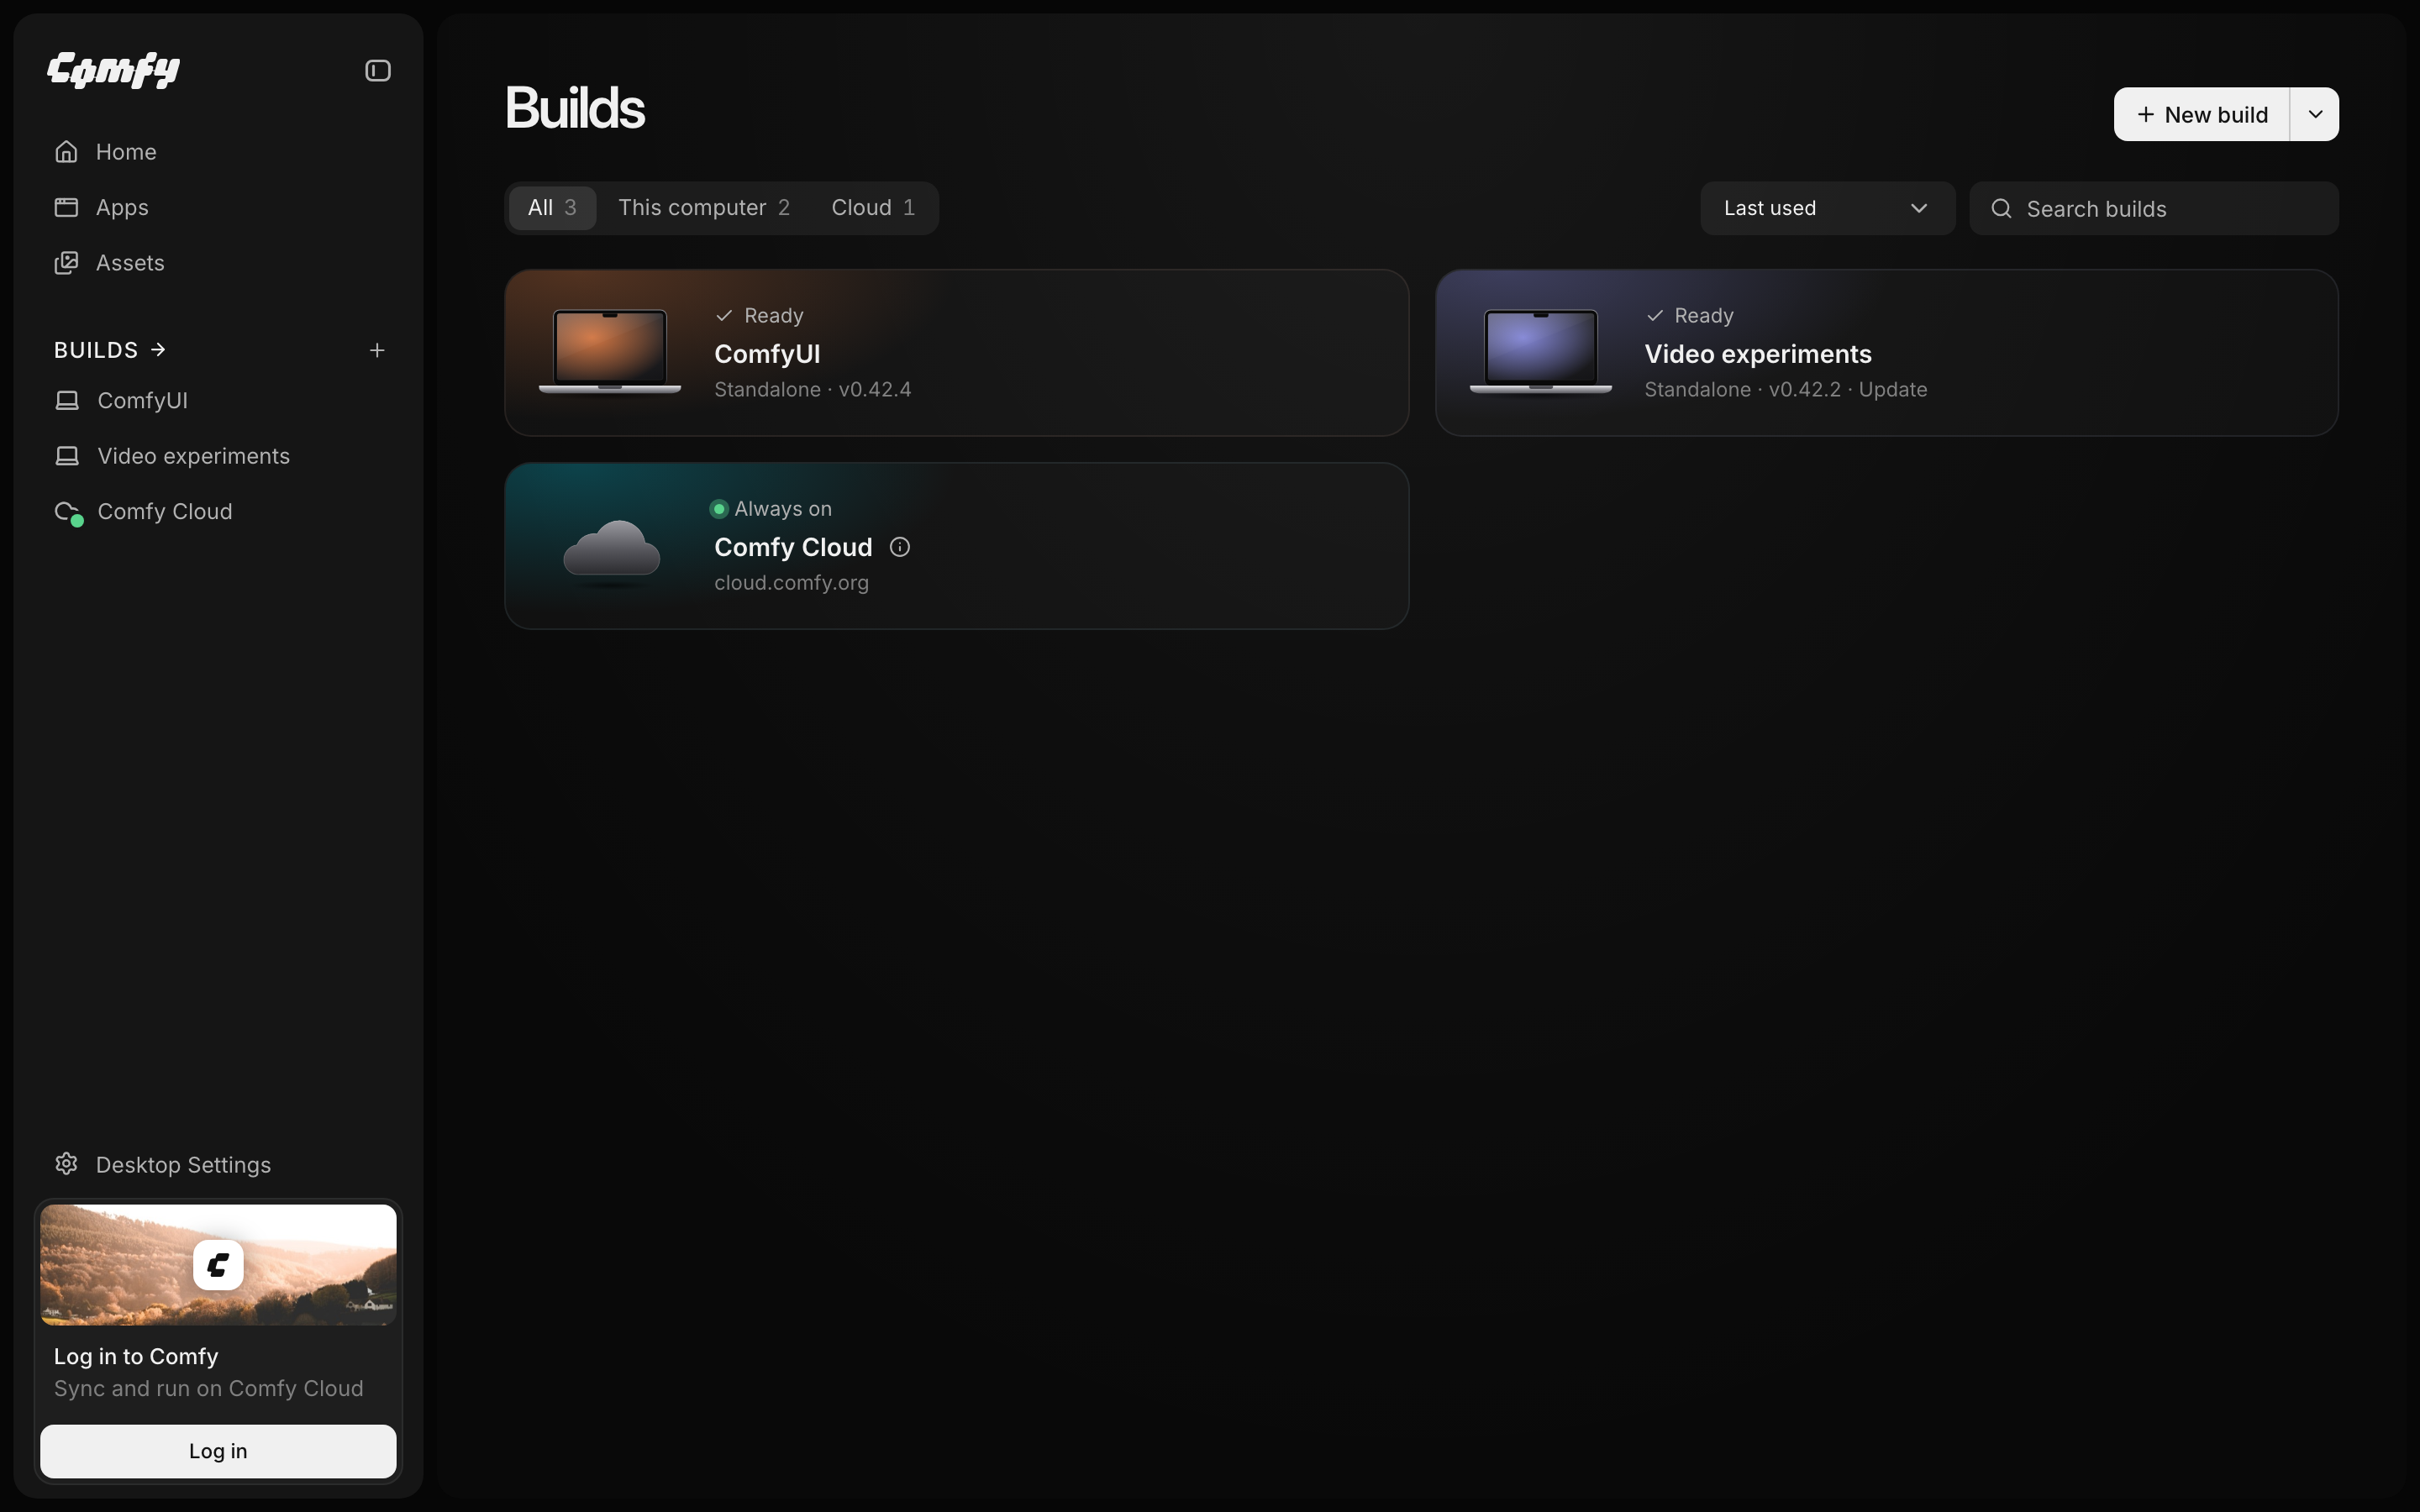 Comfy
Home
Apps
Assets
BUILDS →
ComfyUI
Video experiments
Comfy Cloud
Desktop Settings
Log in to Comfy
Sync and run on Comfy Cloud
Log in
Builds
+ New build
All 3
This computer 2
Cloud 1
Last used
Search builds
Ready
ComfyUI
Standalone · v0.42.4
Ready
Video experiments
Standalone · v0.42.2 · Update
Always on
Comfy Cloud
cloud.comfy.org